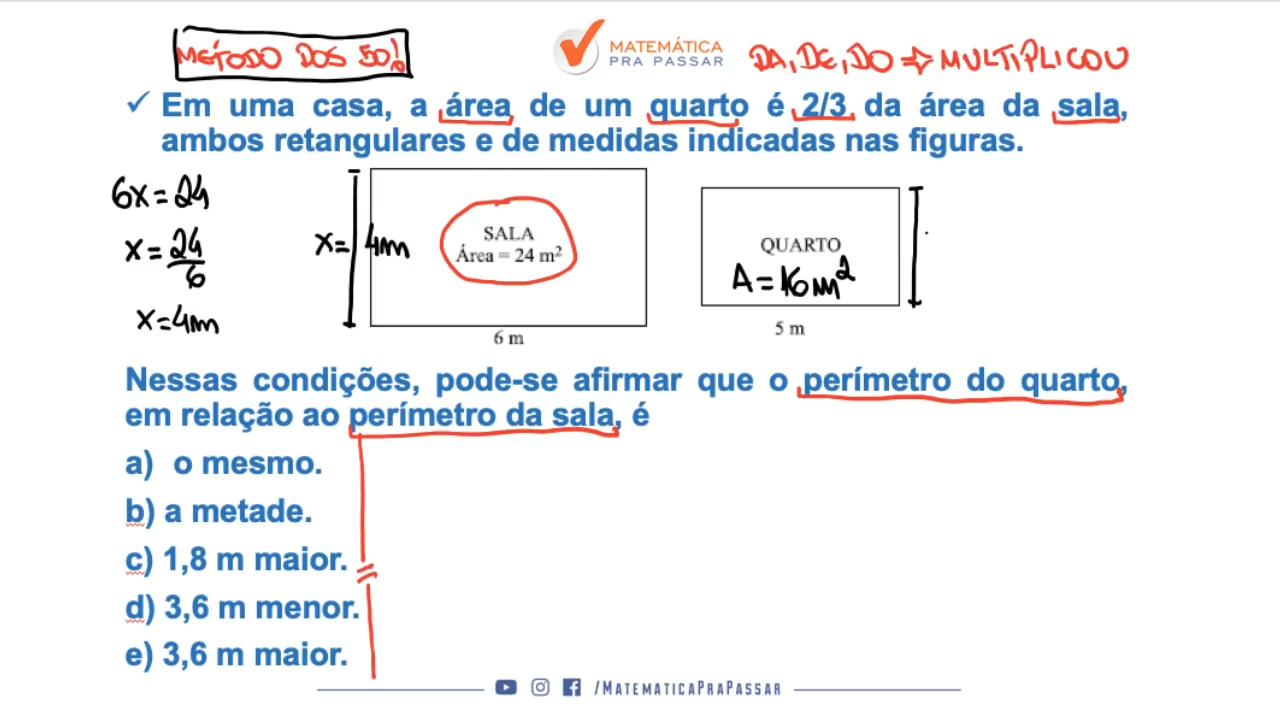 MÉTODO DOS 50!
MATEMÁTICA
PRA PASSAR
DA, DE, DO ⇒ MULTIPLICOU
✓ Em uma casa, a área de um quarto é 2/3 da área da sala,
ambos retangulares e de medidas indicadas nas figuras.
6x = 24
x = 24/6
x = 4m
x = 4m
SALA
Área = 24 m²
6 m
QUARTO
A = 16m²
5 m
Nessas condições, pode-se afirmar que o perímetro do quarto,
em relação ao perímetro da sala, é
a) o mesmo.
b) a metade.
c) 1,8 m maior.
d) 3,6 m menor.
e) 3,6 m maior.
/MATEMATICAPRAPASSAR